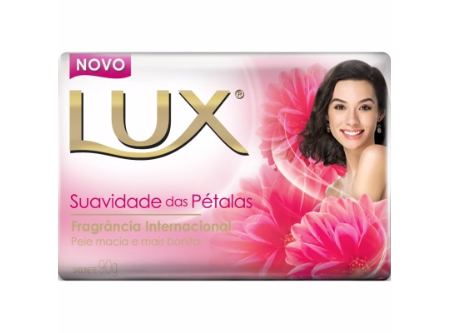 NOVO
LUX®
Suavidade das Pétalas
Fragrância Internacional
Pele macia e mais bonita
90g